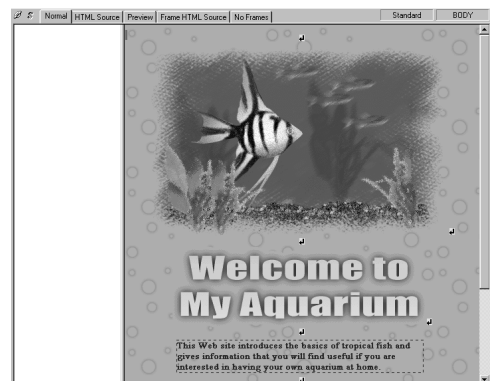 Normal HTML Source Preview Frame HTML Source No Frames Standard BODY
Welcome to
My Aquarium
This Web site introduces the basics of tropical fish and
gives information that you will find useful if you are
interested in having your own aquarium at home.